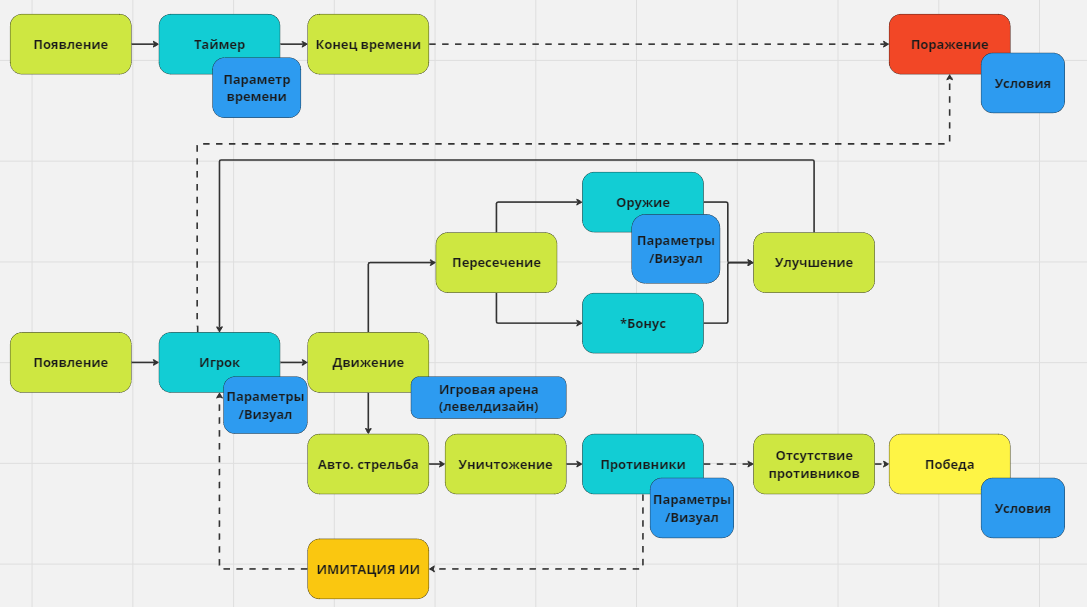 Появление
Таймер
Конец времени
Поражение
Параметр
времени
Условия
Оружие
Параметры
/Визуал
Пересечение
Улучшение
*Бонус
Появление
Игрок
Движение
Параметры
/Визуал
Игровая арена
(левелдизайн)
Авто. стрельба
Уничтожение
Противники
Отсутствие
противников
Победа
Параметры
/Визуал
Условия
ИМИТАЦИЯ ИИ